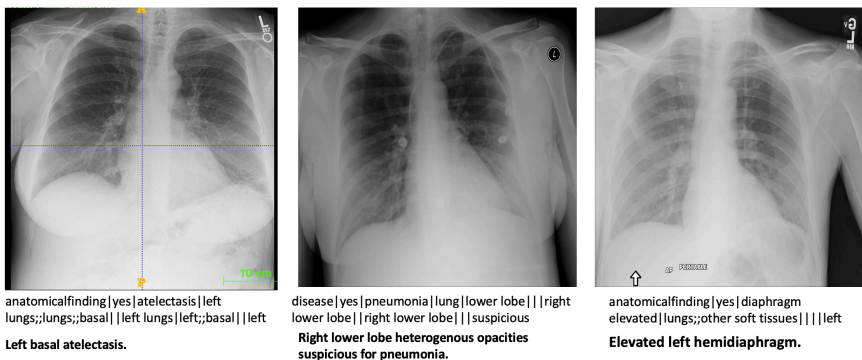 A
L
P
L
L
AP PORTABLE
anatomicalfinding|yes|atelectasis|left
lungs;;lungs;;basal||left lungs|left;;basal||left
Left basal atelectasis.
disease|yes|pneumonia|lung|lower lobe|||right
lower lobe||right lower lobe|||suspicious
Right lower lobe heterogenous opacities
suspicious for pneumonia.
anatomicalfinding|yes|diaphragm
elevated|lungs;;other soft tissues||||left
Elevated left hemidiaphragm.